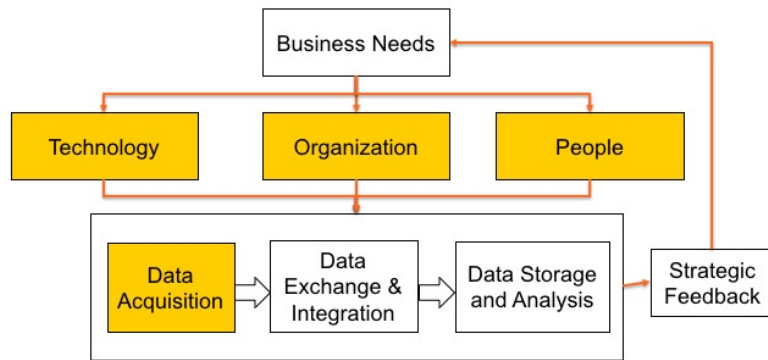 Business Needs
Technology
Organization
People
Data
Acquisition
Data
Exchange &
Integration
Data Storage
and Analysis
Strategic
Feedback